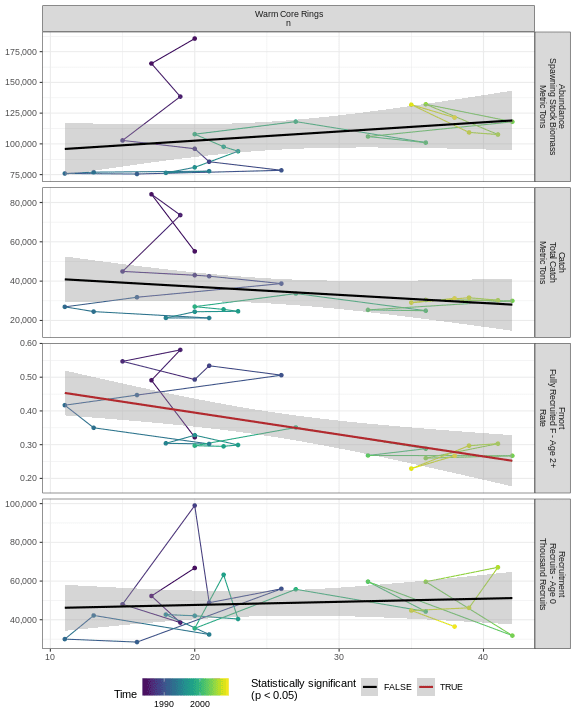 Warm Core Rings
n
175,000
150,000
125,000
100,000
75,000
Abundance
Spawning Stock Biomass
Metric Tons
80,000
60,000
40,000
20,000
Catch
Total Catch
Metric Tons
0.60
0.50
0.40
0.30
0.20
Fmort
Fully Recruited F - Age 2+
Rate
100,000
80,000
60,000
40,000
Recruitment
Recruits - Age 0
Thousand Recruits
10
20
30
40
Time
1990
2000
Statistically significant
(p < 0.05)
FALSE
TRUE